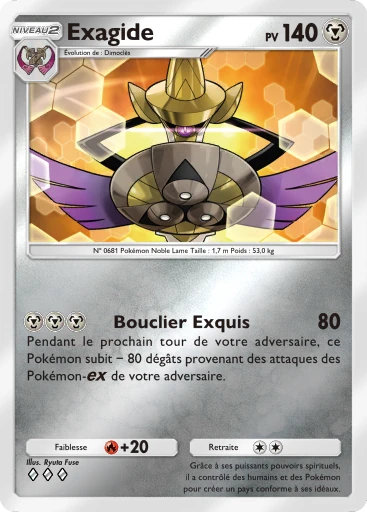 NIVEAU 2
Exagide
PV 140
Évolution de : Dimoclès
N° 0681 Pokémon Noble Lame Taille : 1,7 m Poids : 53,0 kg
Bouclier Exquis 80
Pendant le prochain tour de votre adversaire, ce
Pokémon subit − 80 dégâts provenant des attaques des
Pokémon-ex de votre adversaire.
Faiblesse +20
Retraite
Illus. Ryuta Fuse
Grâce à ses puissants pouvoirs spirituels,
il a contrôlé des humains et des Pokémon
pour créer un pays conforme à ses idéaux.